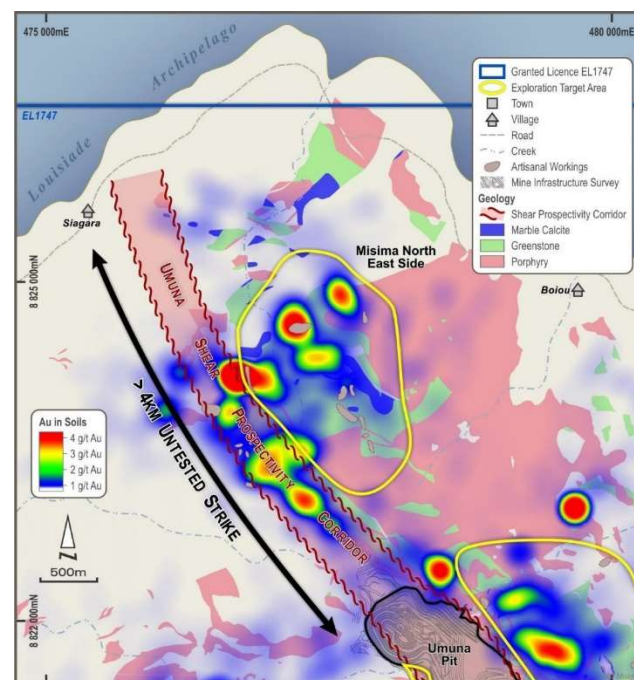 475 000mE
480 000mE
Archipelago
Louisiade
EL1747
Granted Licence EL1747
Exploration Target Area
Town
Village
Road
Creek
Artisanal Workings
Mine Infrastructure Survey
Geology
Shear Prospectivity Corridor
Marble Calcite
Greenstone
Porphyry
Siagara
Misima North
East Side
Boiou
8 825 000mN
UMUNA
SHEAR
PROSPECTIVITY
CORRIDOR
> 4KM UNTESTED STRIKE
Au in Soils
4 g/t Au
3 g/t Au
2 g/t Au
1 g/t Au
N
500m
8 822 000mN
Umuna
Pit